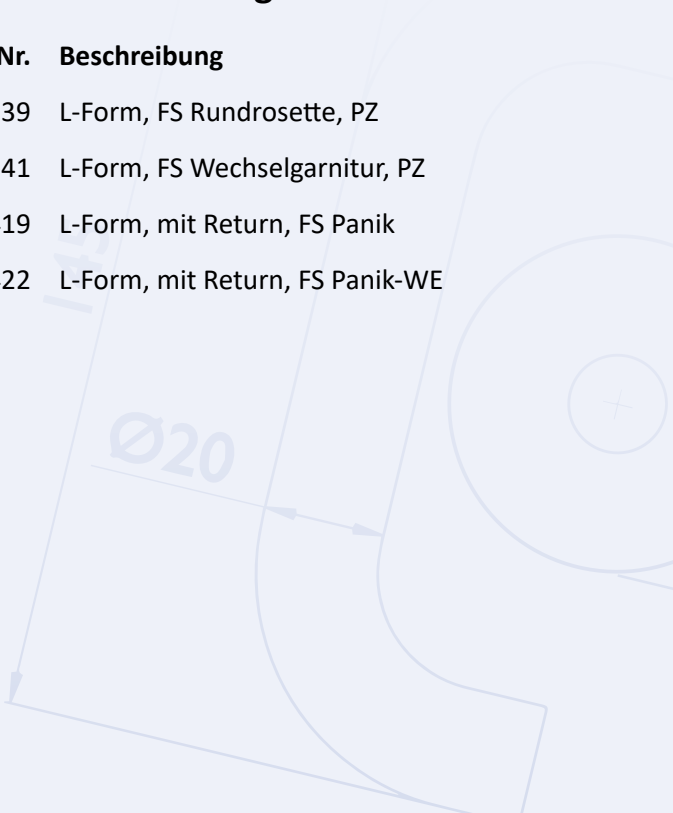 Nr. Beschreibung
39 L-Form, FS Rundrosette, PZ
41 L-Form, FS Wechselgarnitur, PZ
19 L-Form, mit Return, FS Panik
22 L-Form, mit Return, FS Panik-WE
145
Ø20